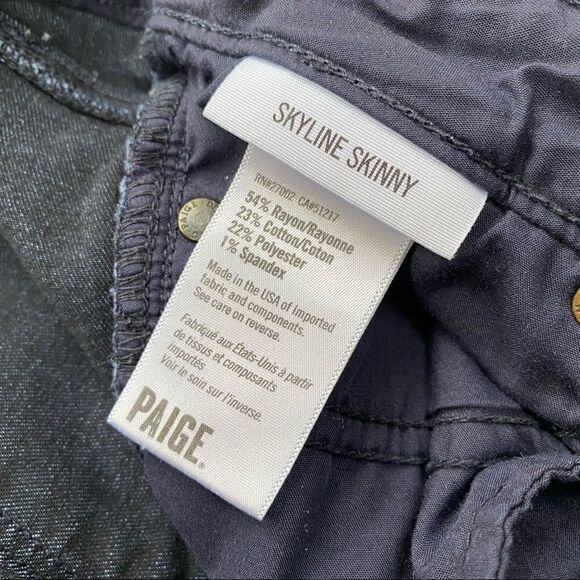 SKYLINE SKINNY
RN#27002 CA#51217
54% Rayon/Rayonne
23% Cotton/Coton
22% Polyester
1% Spandex
Made in the USA of Imported
fabric and components.
See care on reverse.
Fabriqué aux États-Unis à partir
de tissus et composants
importés
Voir le soin sur l'inverse.
PAIGE®
PAIGE